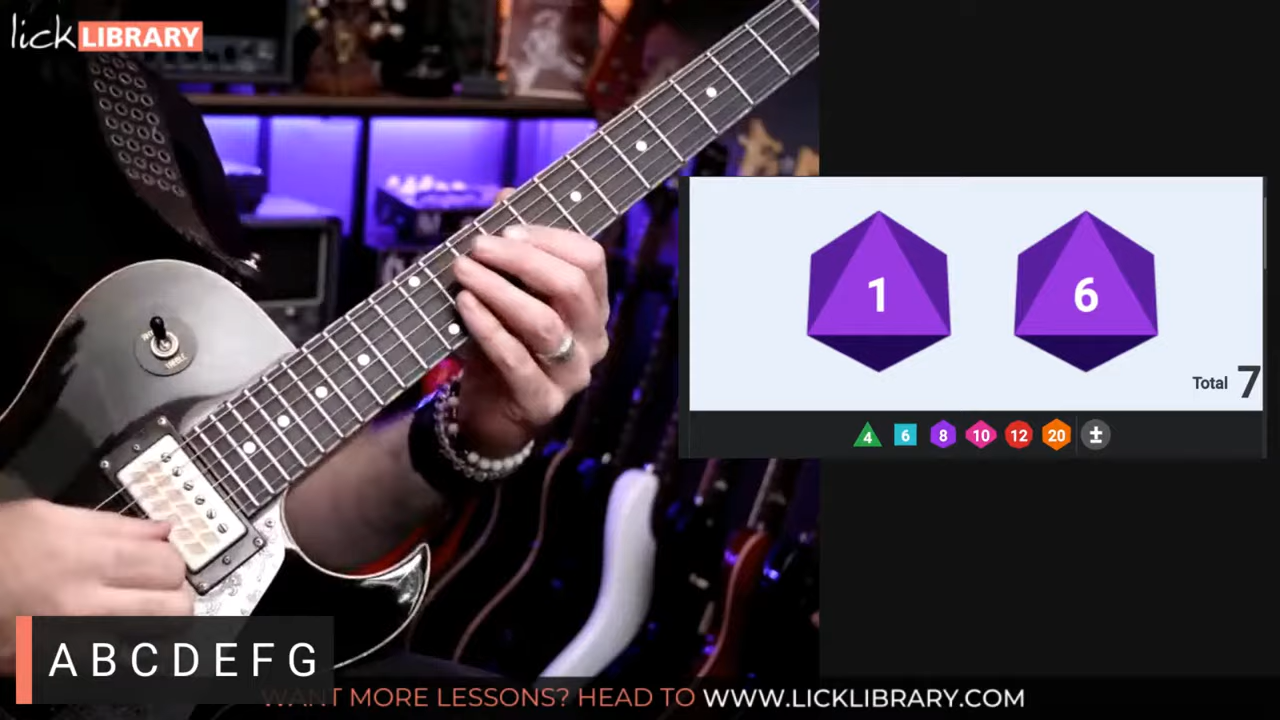 lick LIBRARY
1 6
Total 7
4 6 8 10 12 20 ±
A B C D E F G
WANT MORE LESSONS? HEAD TO WWW.LICKLIBRARY.COM